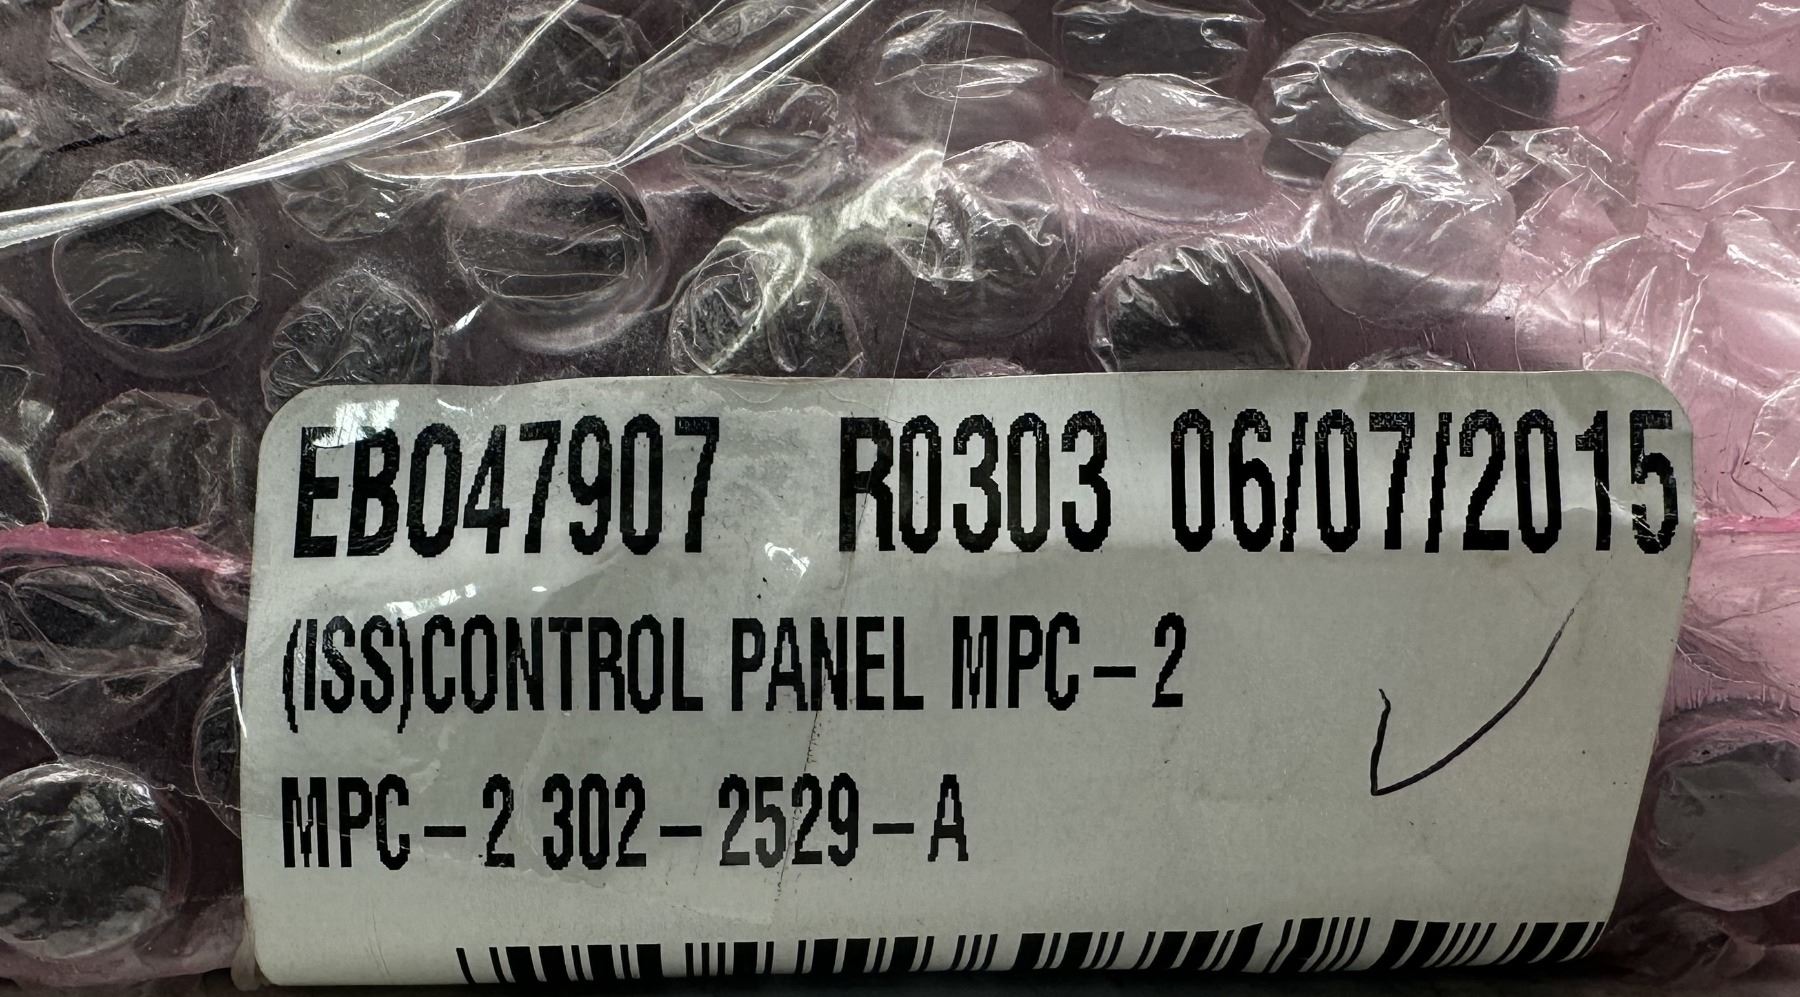 EB047907 R0303 06/07/2015
(ISS)CONTROL PANEL MPC-2
MPC-2 302-2529-A